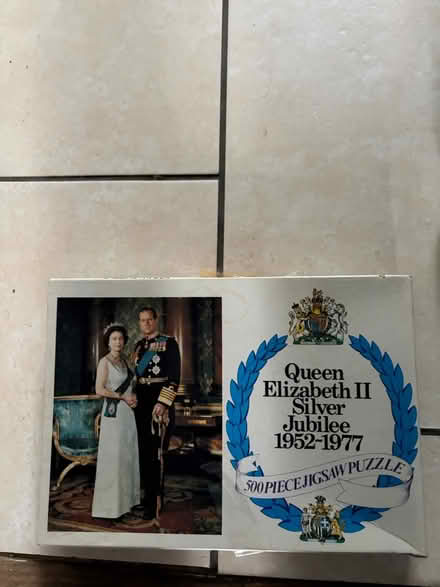 Queen
Elizabeth II
Silver
Jubilee
1952-1977
500 PIECE JIGSAW PUZZLE